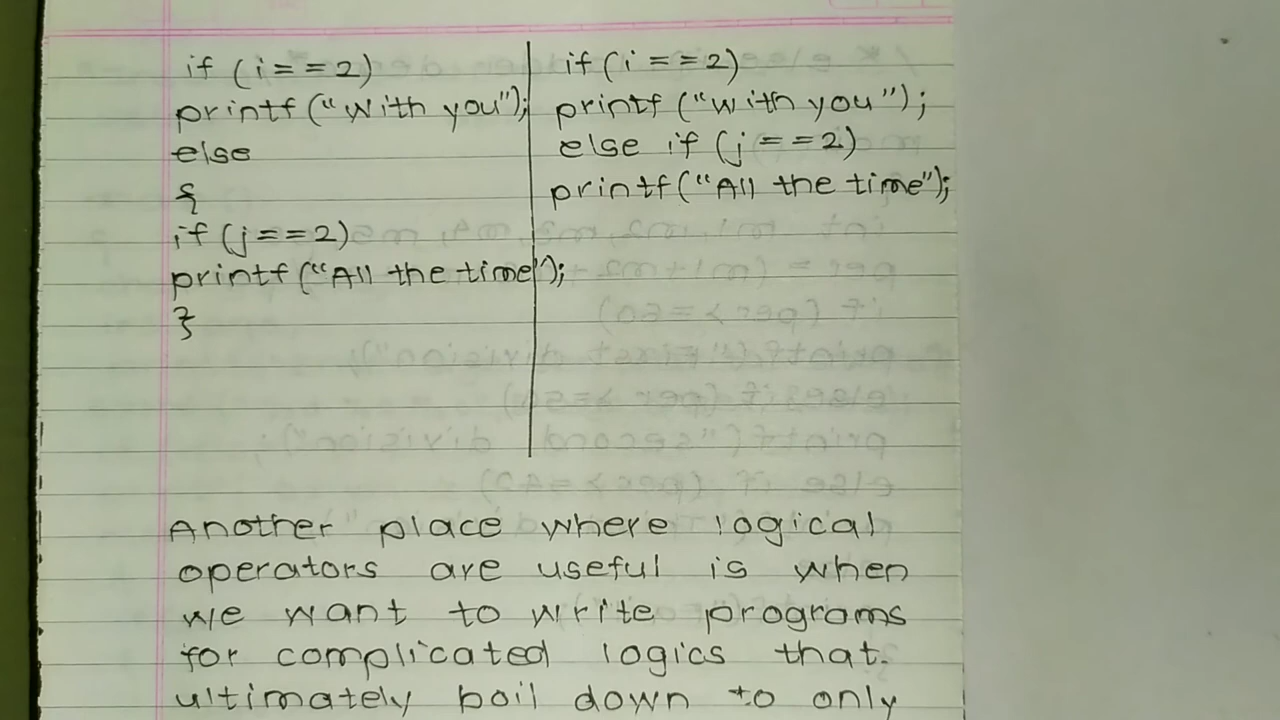 if (i==2)
printf("With you");
else
{
if (j==2)
printf("All the time");
}
if (i==2)
printf("With you");
else if (j==2)
printf("All the time");
Another place where logical
operators are useful is when
we want to write programs
for complicated logics that.
ultimately boil down to only